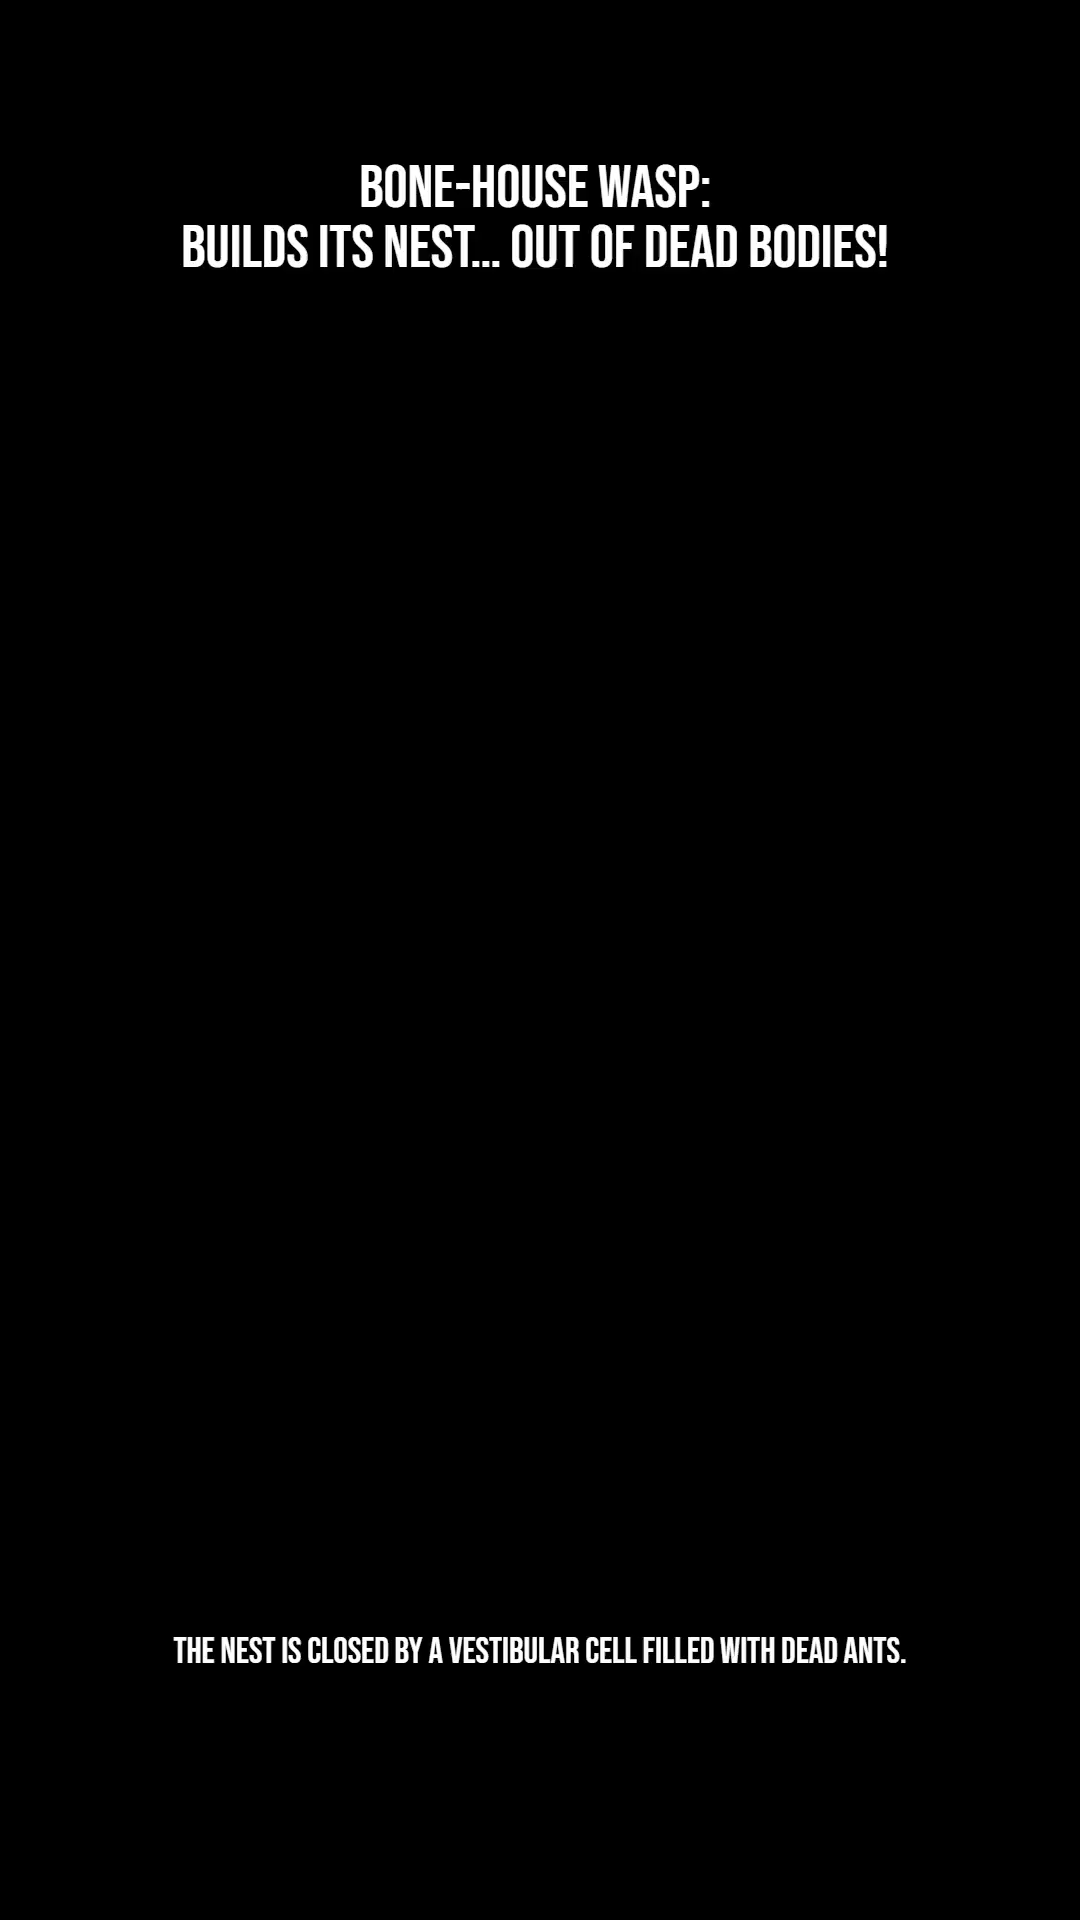 BONE-HOUSE WASP:
BUILDS ITS NEST... OUT OF DEAD BODIES!
THE NEST IS CLOSED BY A VESTIBULAR CELL FILLED WITH DEAD ANTS.